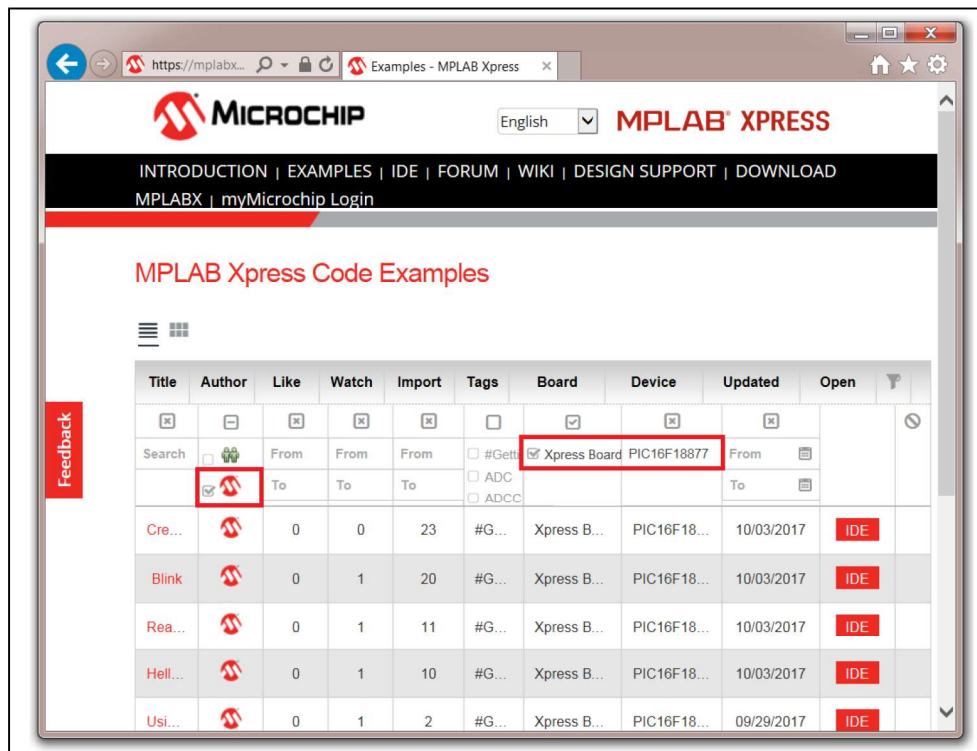 https://mplabx... Examples - MPLAB Xpress
MICROCHIP English MPLAB® XPRESS
INTRODUCTION | EXAMPLES | IDE | FORUM | WIKI | DESIGN SUPPORT | DOWNLOAD
MPLABX | myMicrochip Login
MPLAB Xpress Code Examples
Feedback
Title Author Like Watch Import Tags Board Device Updated Open
Search From From From #Getti Xpress Board PIC16F18877 From
To To To ADC To
ADCC
Cre... 0 0 23 #G... Xpress B... PIC16F18... 10/03/2017 IDE
Blink 0 1 20 #G... Xpress B... PIC16F18... 10/03/2017 IDE
Rea... 0 1 11 #G... Xpress B... PIC16F18... 10/03/2017 IDE
Hell... 0 1 10 #G... Xpress B... PIC16F18... 10/03/2017 IDE
Usi... 0 1 2 #G... Xpress B... PIC16F18... 09/29/2017 IDE